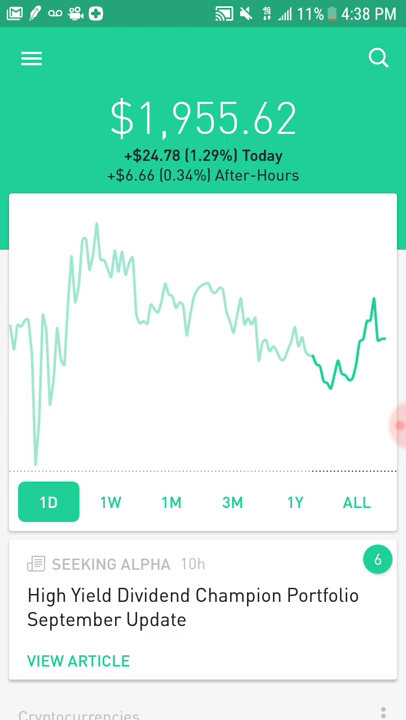 11% 4:38 PM
$1,955.62
+$24.78 (1.29%) Today
+$6.66 (0.34%) After-Hours
1D 1W 1M 3M 1Y ALL
SEEKING ALPHA 10h
6
High Yield Dividend Champion Portfolio
September Update
VIEW ARTICLE
Cryptocurrencies